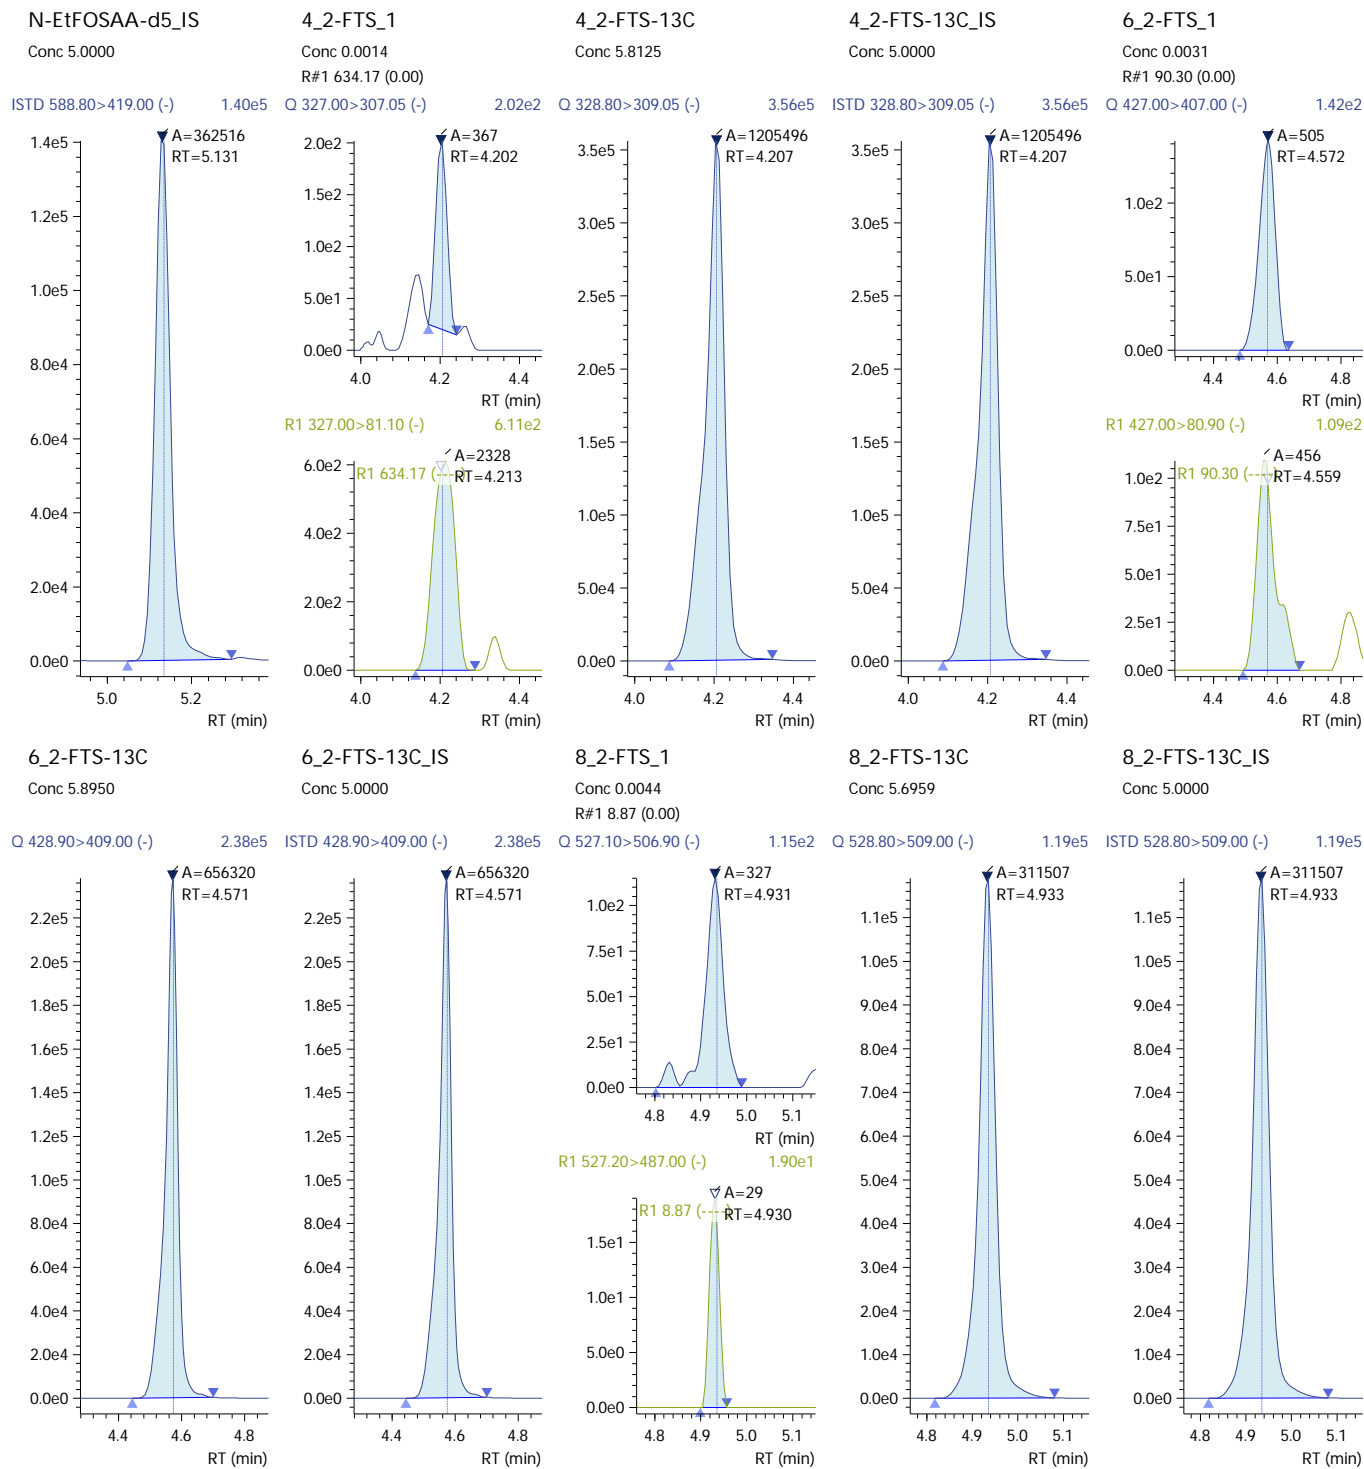 N-EtFOSAA-d5_IS
Conc 5.0000
ISTD 588.80>419.00 (-) 1.40e5
A=362516
RT=5.131
1.4e5
1.2e5
1.0e5
8.0e4
6.0e4
4.0e4
2.0e4
0.0e0
5.0 5.2
RT (min)
4_2-FTS_1
Conc 0.0014
R#1 634.17 (0.00)
Q 327.00>307.05 (-) 2.02e2
A=367
RT=4.202
2.0e2
1.5e2
1.0e2
5.0e1
0.0e0
4.0 4.2 4.4
RT (min)
R1 327.00>81.10 (-) 6.11e2
A=2328
R1 634.17 (---)
RT=4.213
6.0e2
4.0e2
2.0e2
0.0e0
4.0 4.2 4.4
RT (min)
4_2-FTS-13C
Conc 5.8125
Q 328.80>309.05 (-) 3.56e5
A=1205496
RT=4.207
3.5e5
3.0e5
2.5e5
2.0e5
1.5e5
1.0e5
5.0e4
0.0e0
4.0 4.2 4.4
RT (min)
4_2-FTS-13C_IS
Conc 5.0000
ISTD 328.80>309.05 (-) 3.56e5
A=1205496
RT=4.207
3.5e5
3.0e5
2.5e5
2.0e5
1.5e5
1.0e5
5.0e4
0.0e0
4.0 4.2 4.4
RT (min)
6_2-FTS_1
Conc 0.0031
R#1 90.30 (0.00)
Q 427.00>407.00 (-) 1.42e2
A=505
RT=4.572
1.0e2
5.0e1
0.0e0
4.4 4.6 4.8
RT (min)
R1 427.00>80.90 (-) 1.09e2
A=456
R1 90.30 (---)
RT=4.559
1.0e2
7.5e1
5.0e1
2.5e1
0.0e0
4.4 4.6 4.8
RT (min)
6_2-FTS-13C
Conc 5.8950
Q 428.90>409.00 (-) 2.38e5
A=656320
RT=4.571
2.2e5
2.0e5
1.8e5
1.6e5
1.4e5
1.2e5
1.0e5
8.0e4
6.0e4
4.0e4
2.0e4
0.0e0
4.4 4.6 4.8
RT (min)
6_2-FTS-13C_IS
Conc 5.0000
ISTD 428.90>409.00 (-) 2.38e5
A=656320
RT=4.571
2.2e5
2.0e5
1.8e5
1.6e5
1.4e5
1.2e5
1.0e5
8.0e4
6.0e4
4.0e4
2.0e4
0.0e0
4.4 4.6 4.8
RT (min)
8_2-FTS_1
Conc 0.0044
R#1 8.87 (0.00)
Q 527.10>506.90 (-) 1.15e2
A=327
RT=4.931
1.0e2
7.5e1
5.0e1
2.5e1
0.0e0
4.8 4.9 5.0 5.1
RT (min)
R1 527.20>487.00 (-) 1.90e1
A=29
R1 8.87 (---)
RT=4.930
1.5e1
1.0e1
5.0e0
0.0e0
4.8 4.9 5.0 5.1
RT (min)
8_2-FTS-13C
Conc 5.6959
Q 528.80>509.00 (-) 1.19e5
A=311507
RT=4.933
1.1e5
1.0e5
9.0e4
8.0e4
7.0e4
6.0e4
5.0e4
4.0e4
3.0e4
2.0e4
1.0e4
0.0e0
4.8 4.9 5.0 5.1
RT (min)
8_2-FTS-13C_IS
Conc 5.0000
ISTD 528.80>509.00 (-) 1.19e5
A=311507
RT=4.933
1.1e5
1.0e5
9.0e4
8.0e4
7.0e4
6.0e4
5.0e4
4.0e4
3.0e4
2.0e4
1.0e4
0.0e0
4.8 4.9 5.0 5.1
RT (min)